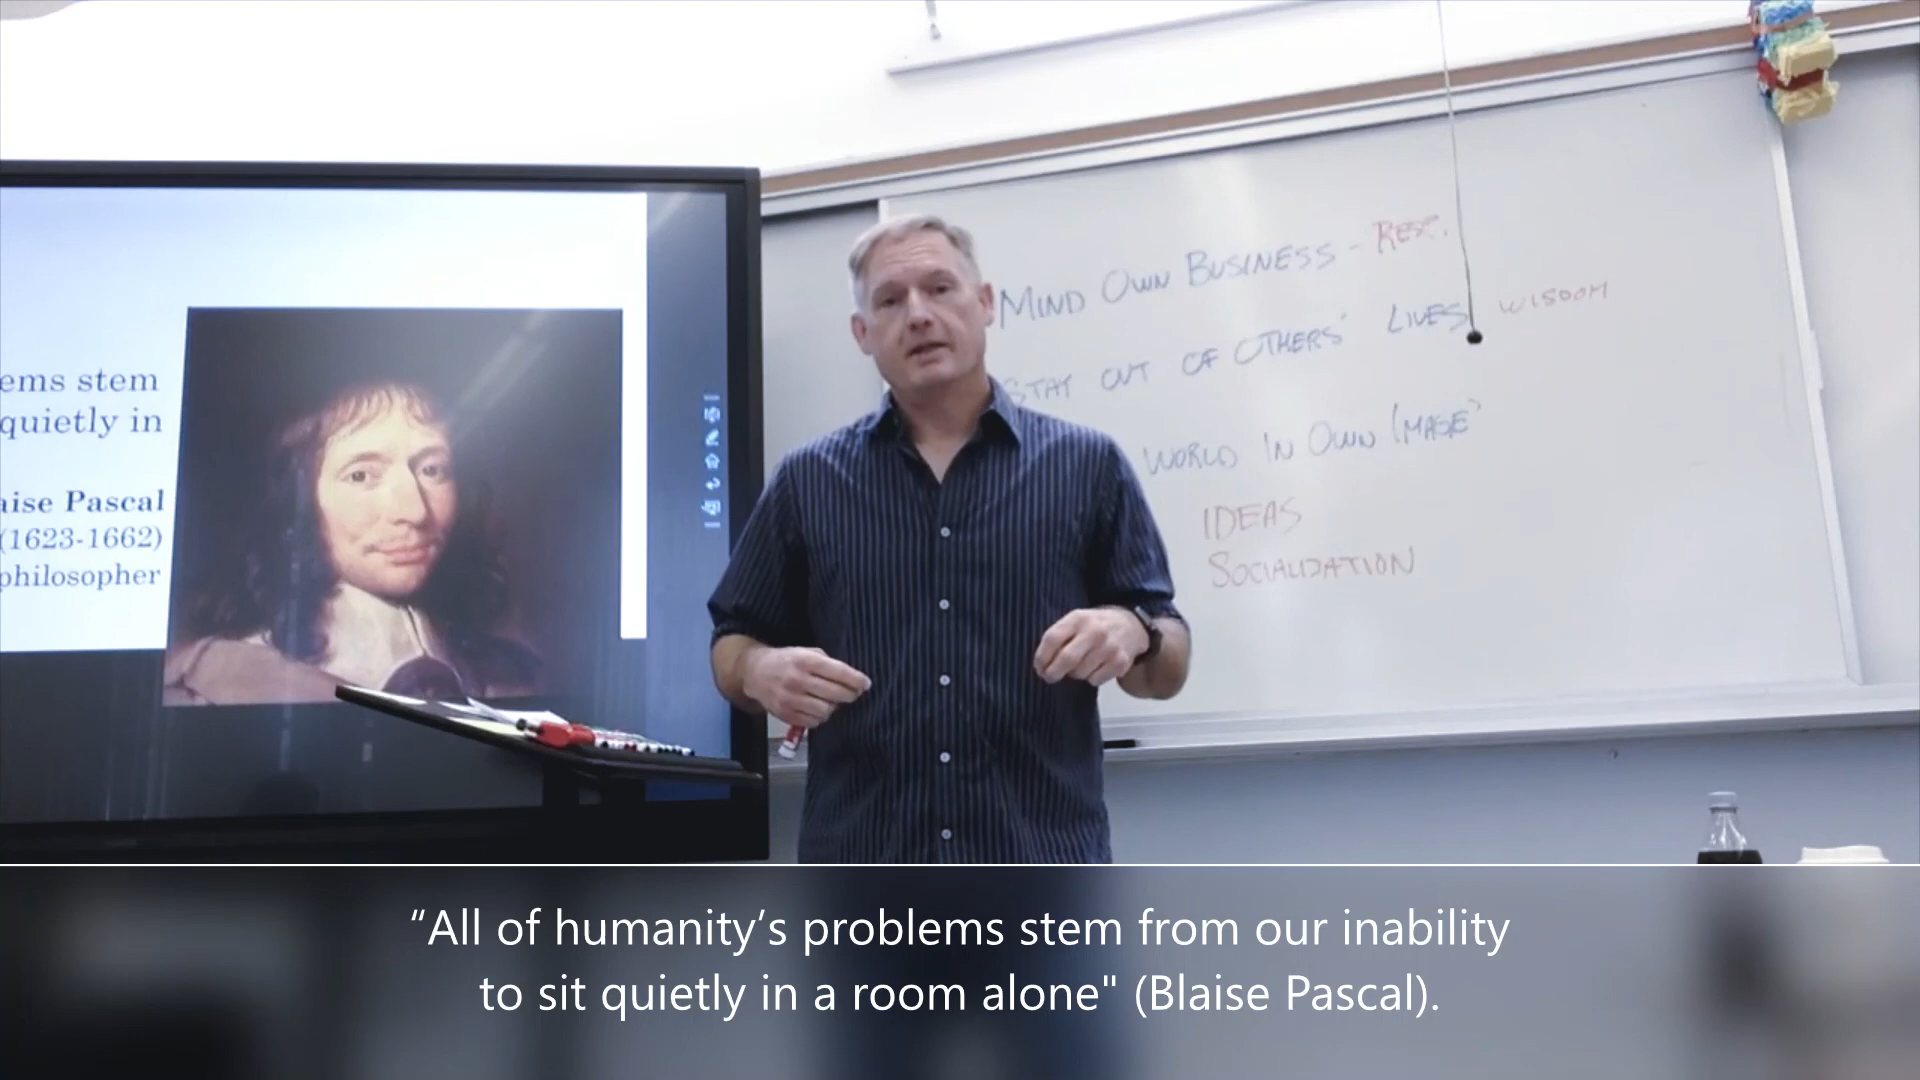 ems stem
quietly in
aise Pascal
(1623-1662)
philosopher
MIND OWN BUSINESS - RESP.
STAY OUT OF OTHERS' LIVES WISDOM
WORLD IN OWN IMAGE'
IDEAS
SOCIALIZATION
“All of humanity’s problems stem from our inability
to sit quietly in a room alone" (Blaise Pascal).